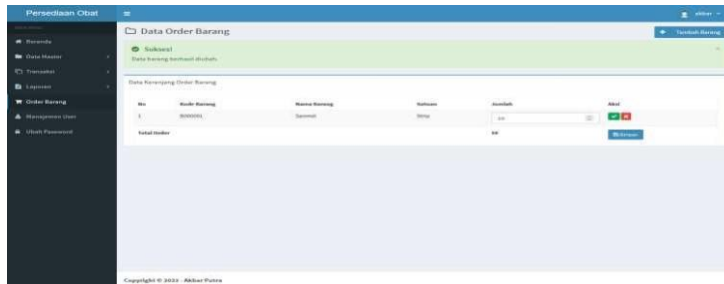 Persediaan Obat
akbar
Data Order Barang
Tambah Barang
Beranda
Sukses!
Data Master
Data barang berhasil diubah.
Transaksi
Laporan
Data Keranjang Order Barang
Order Barang
No Kode Barang Nama Barang Satuan Jumlah Aksi
Manajemen User
1 Strip
Ubah Password
Total Order
Simpan
Copyright © 2023 - Akbar Putra